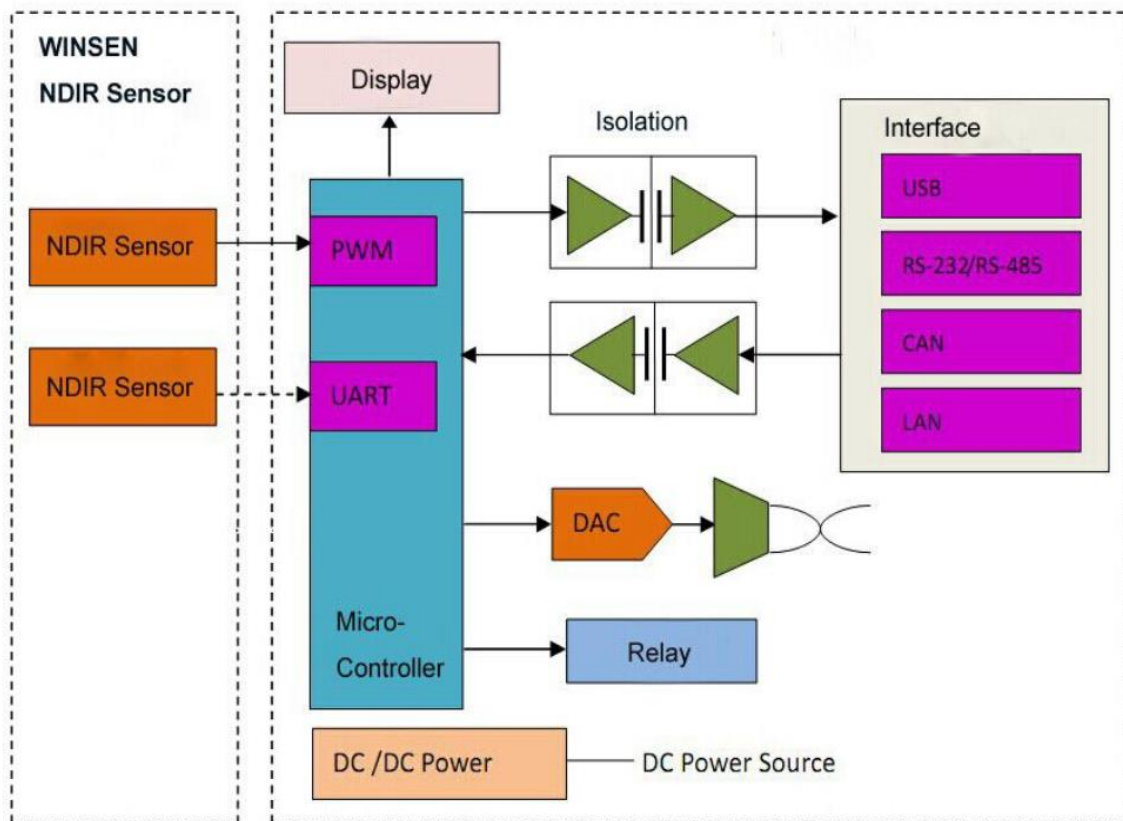 WINSEN
NDIR Sensor
NDIR Sensor
NDIR Sensor
Display
PWM
UART
Micro-
Controller
Isolation
Interface
USB
RS-232/RS-485
CAN
LAN
DAC
Relay
DC /DC Power
DC Power Source